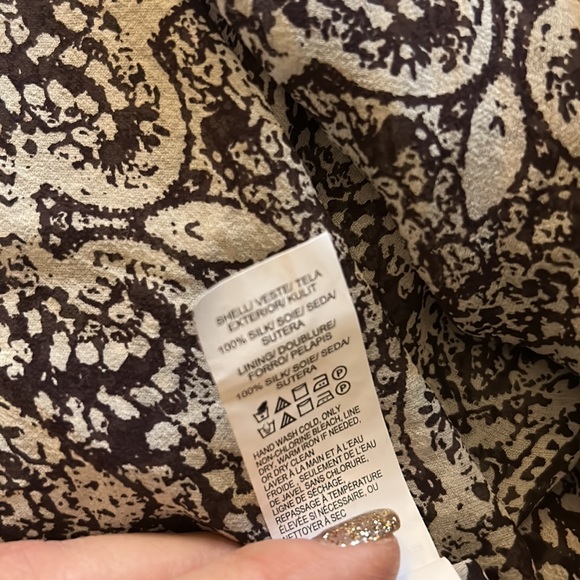 SHELL/ VESTE/ TELA
EXTERIOR/ KULIT
100% SILK/ SOIE/ SEDA/
SUTERA
LINING/ DOUBLURE/
FORRO/ PELAPIS
100% SILK/ SOIE/ SEDA/
SUTERA
HAND WASH COLD, ONLY
NON-CHLORINE BLEACH, LINE
DRY, WARM IRON IF NEEDED,
OR DRY CLEAN
LAVER A LA MAIN ET À L'EAU
FROIDE, SEULEMENT DE L'EAU
DE JAVEL SANS CHLORURE,
LIGNE DE SÉCHAGE,
REPASSAGE À TEMPÉRATURE
ÉLEVÉE SI NÉCESSAIRE, OU
NETTOYER À SEC